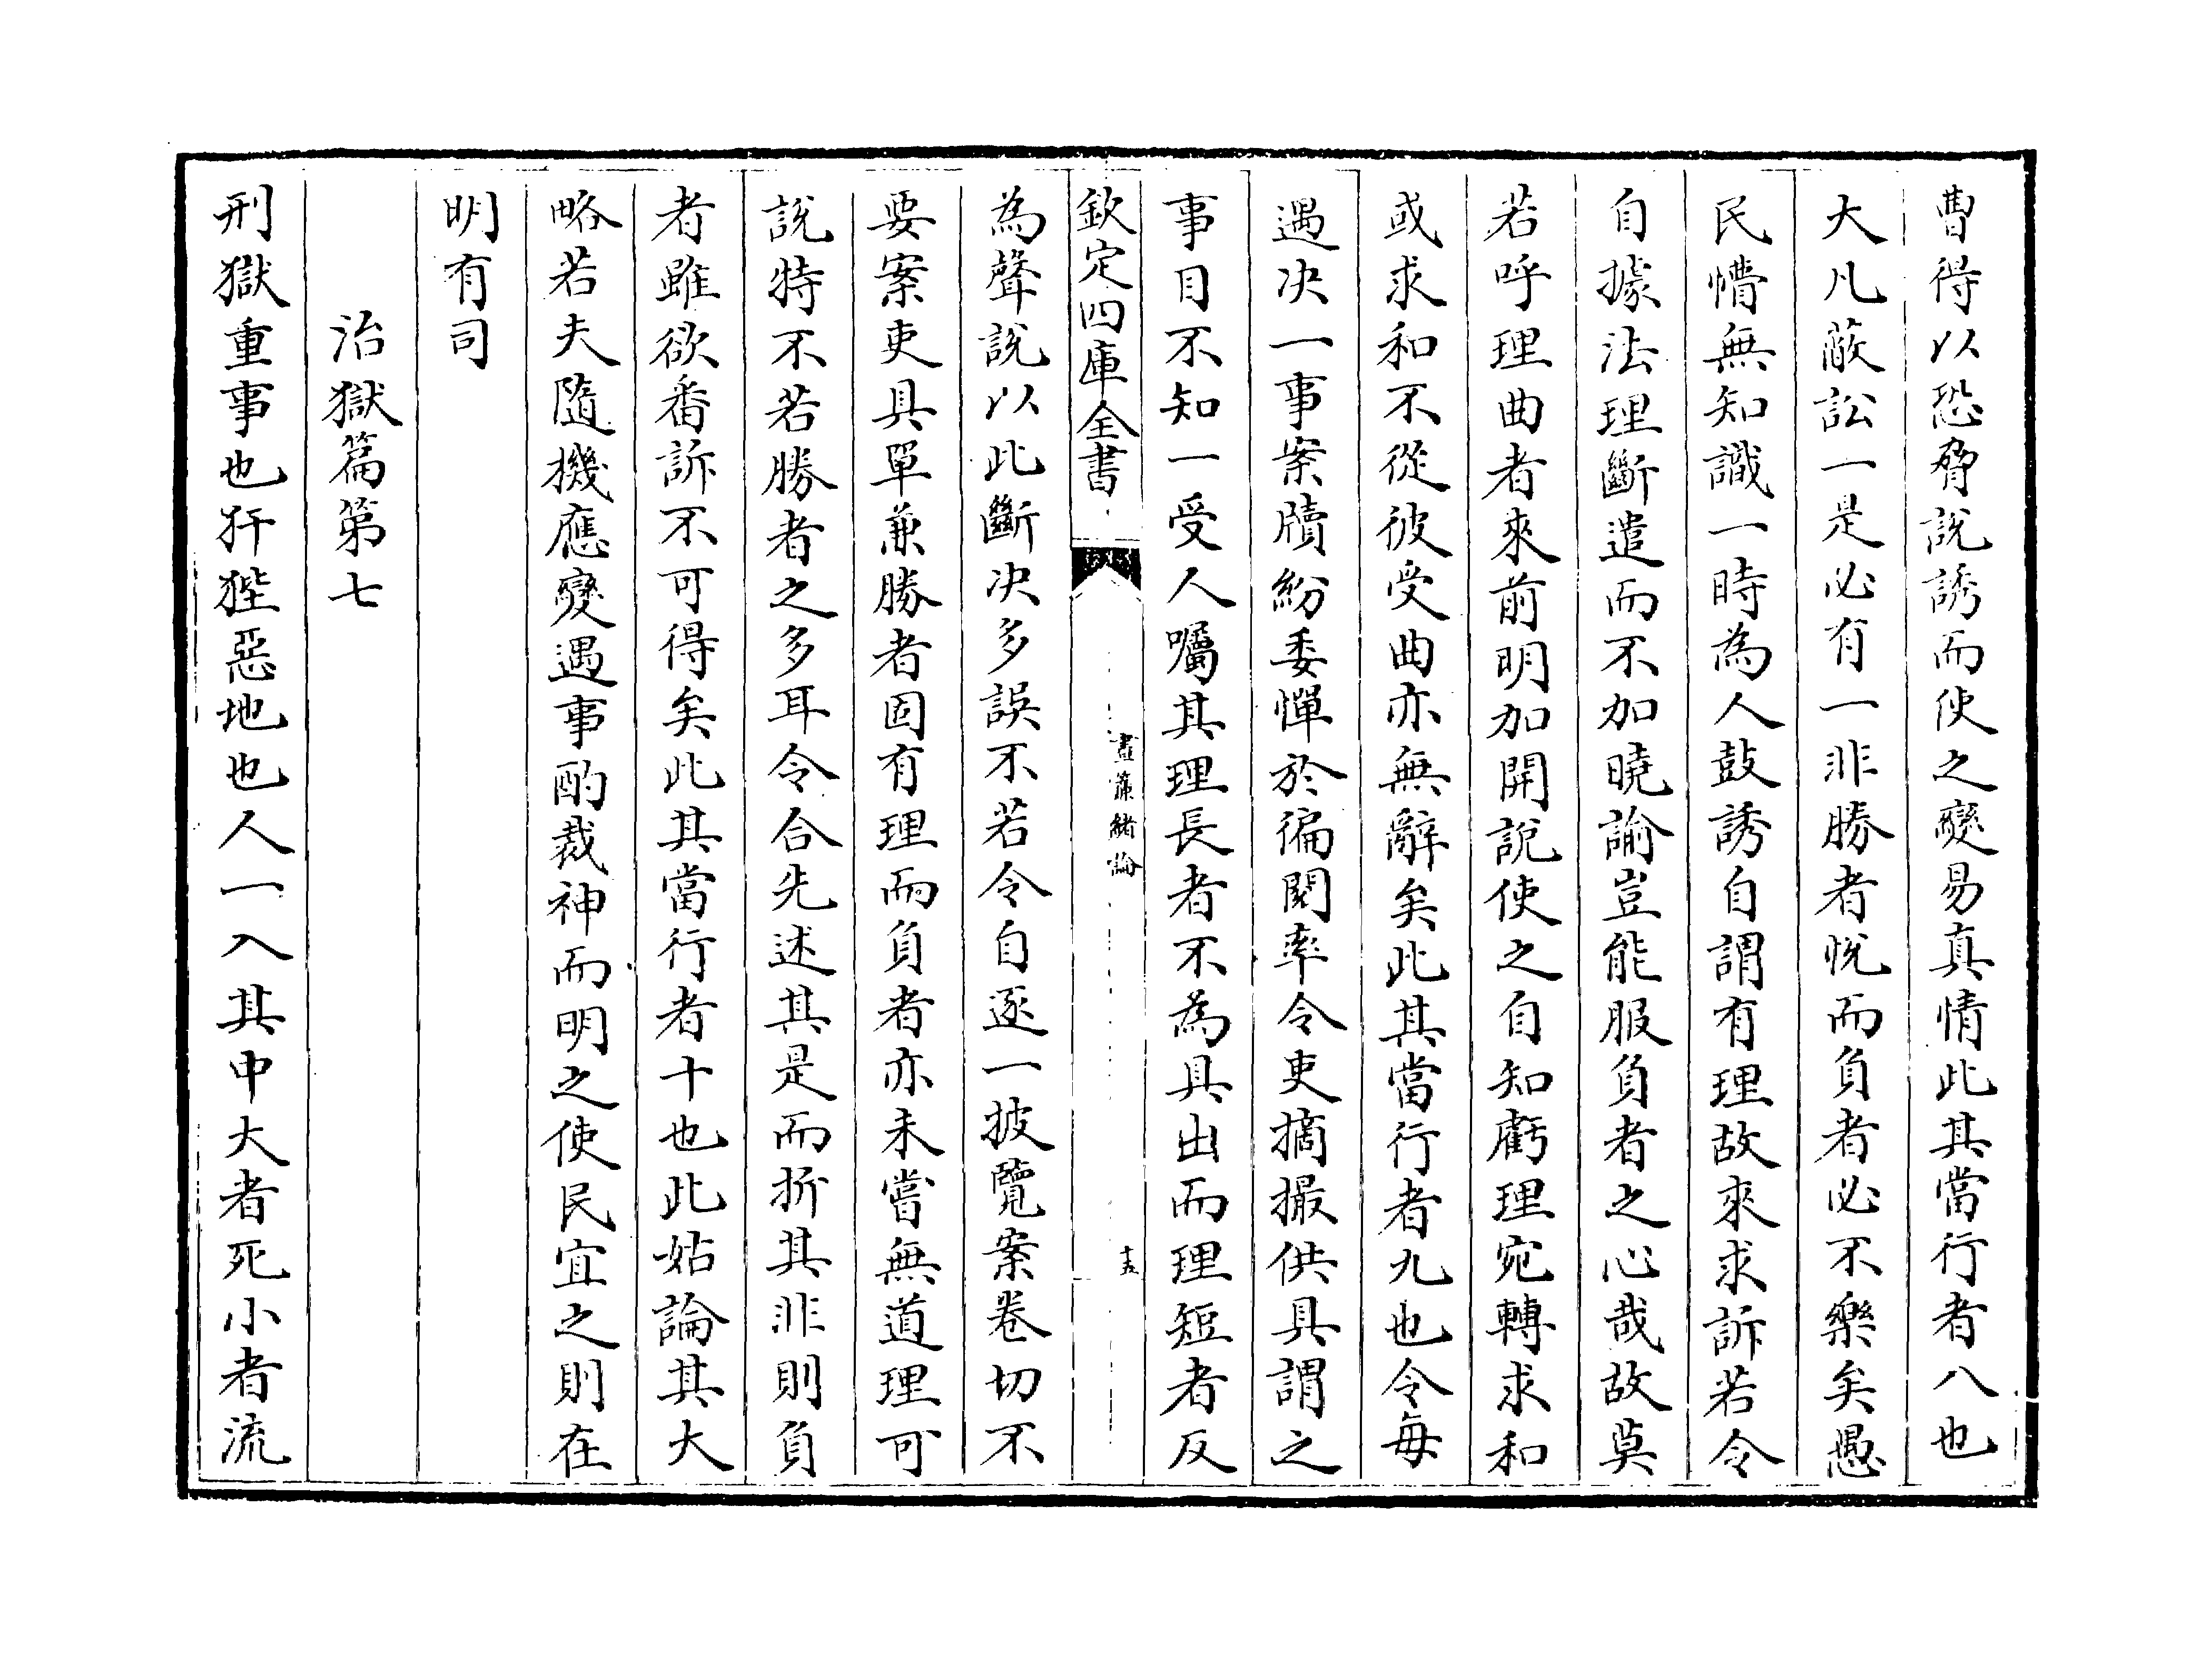 曹得以恐脅說誘而使之變易真情此其當行者八也
大凡蔽訟一是必有一非勝者悅而負者必不樂矣愚
民懵無知識一時為人鼓誘自謂有理故來求訴若令
自據法理斷遣而不加曉諭豈能服負者之心哉故莫
若呼理曲者來前明加開說使之自知虧理宛轉求和
或求和不從彼受曲亦無辭矣此其當行者九也令每
遇决一事案牘紛委憚於徧閱率令吏摘撮供具謂之
事目不知一受人囑其理長者不為具出而理短者反
欽定四庫全書
晝簾緒論
十五
為聲說以此斷决多誤不若令自逐一披覽案卷切不
要案吏具單兼勝者固有理而負者亦未嘗無道理可
說特不若勝者之多耳令合先述其是而折其非則負
者雖欲番訴不可得矣此其當行者十也此姑論其大
略若夫隨機應變遇事酌裁神而明之使民宜之則在
明有司
治獄篇第七
刑獄重事也犴狴惡地也人一入其中大者死小者流